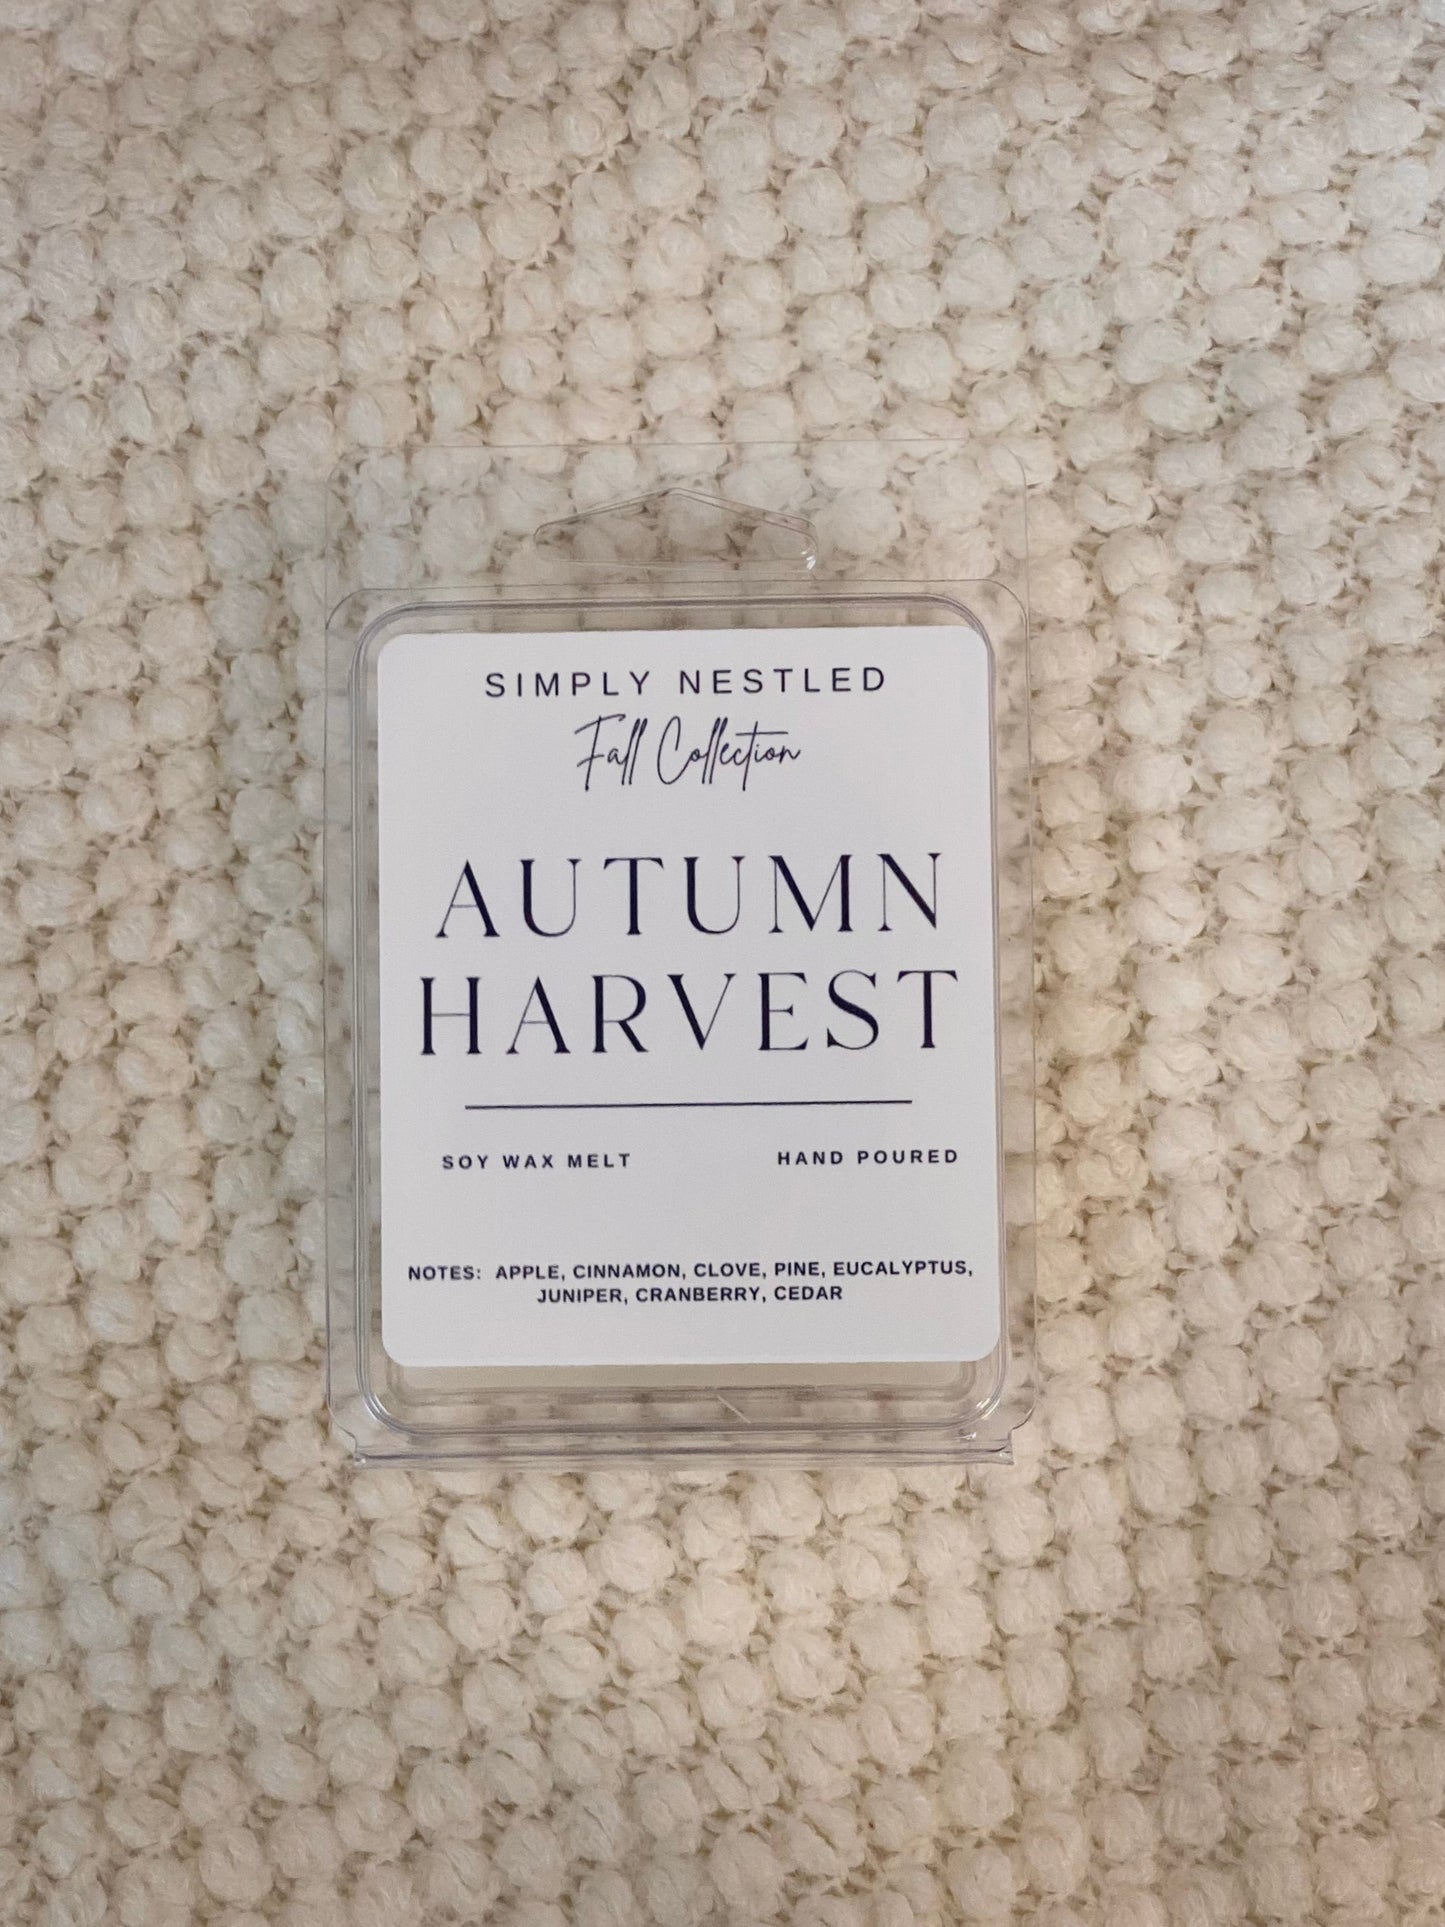 SIMPLY NESTLED
Fall Collection
AUTUMN
HARVEST
SOY WAX MELT HAND POURED
NOTES: APPLE, CINNAMON, CLOVE, PINE, EUCALYPTUS,
JUNIPER, CRANBERRY, CEDAR